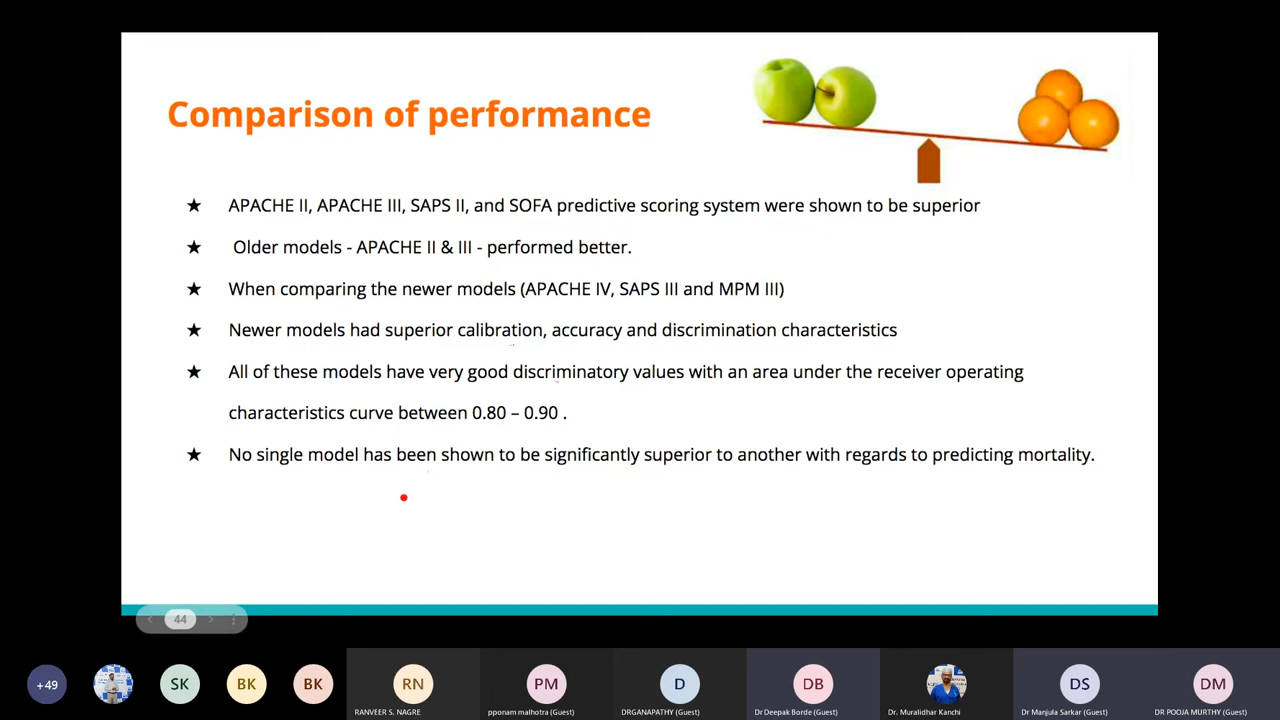 Comparison of performance
★ APACHE II, APACHE III, SAPS II, and SOFA predictive scoring system were shown to be superior
★ Older models - APACHE II & III - performed better.
★ When comparing the newer models (APACHE IV, SAPS III and MPM III)
★ Newer models had superior calibration, accuracy and discrimination characteristics
★ All of these models have very good discriminatory values with an area under the receiver operating
characteristics curve between 0.80 – 0.90 .
★ No single model has been shown to be significantly superior to another with regards to predicting mortality.
44
+49
SK
BK
BK
RN
PM
D
DB
DS
DM
RANVEER S. NAGRE
pponam malhotra (Guest)
DRGANAPATHY (Guest)
Dr Deepak Borde (Guest)
Dr. Muralidhar Kanchi
Dr Manjula Sarkar (Guest)
DR POOJA MURTHY (Guest)